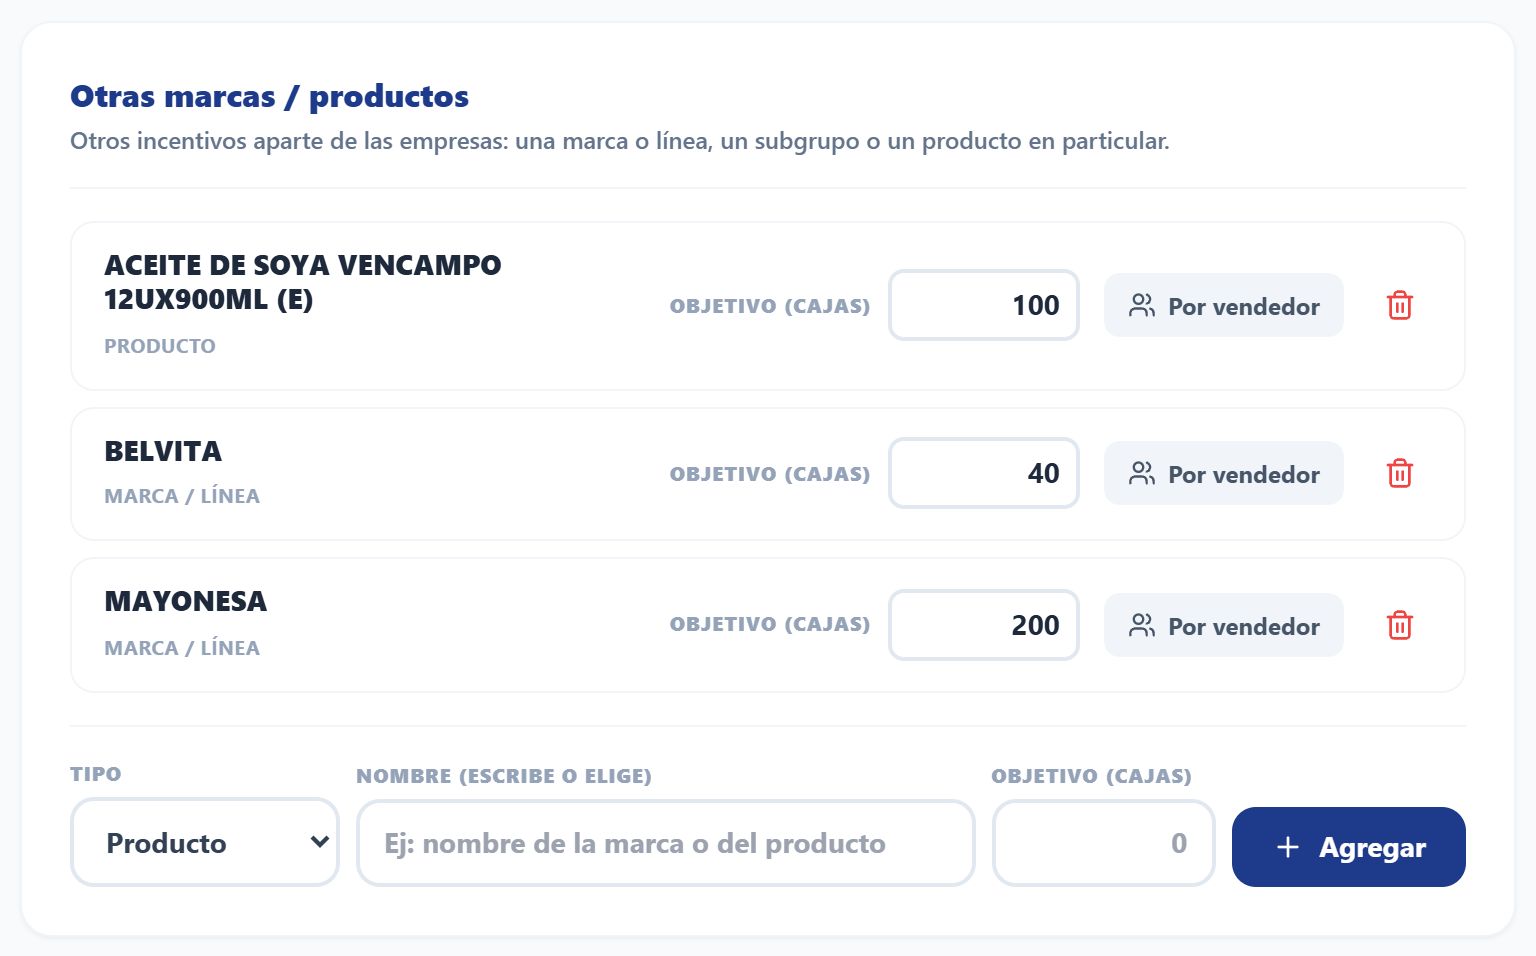 Otras marcas / productos
Otros incentivos aparte de las empresas: una marca o línea, un subgrupo o un producto en particular.
ACEITE DE SOYA VENCAMPO
12UX900ML (E)
PRODUCTO
OBJETIVO (CAJAS) 100 Por vendedor
BELVITA
MARCA / LÍNEA
OBJETIVO (CAJAS) 40 Por vendedor
MAYONESA
MARCA / LÍNEA
OBJETIVO (CAJAS) 200 Por vendedor
TIPO NOMBRE (ESCRIBE O ELIGE) OBJETIVO (CAJAS)
Producto Ej: nombre de la marca o del producto 0 + Agregar